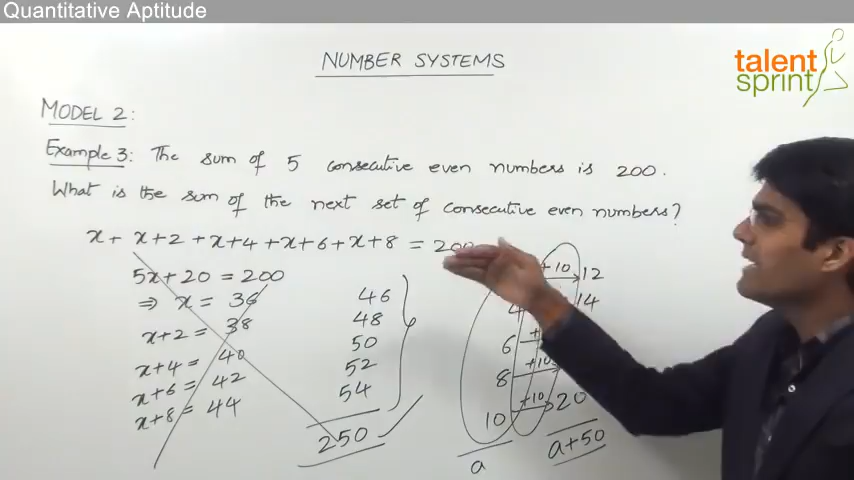 Quantitative Aptitude
talent
sprint
NUMBER SYSTEMS
MODEL 2:
Example 3: The sum of 5 consecutive even numbers is 200.
What is the sum of the next set of consecutive even numbers?
x + x+2 + x+4 + x+6 + x+8 = 200
5x+20 = 200
⇒ x = 36
x+2 = 38
x+4 = 40
x+6 = 42
x+8 = 44
46
48
50
52
54
250
+10 12
4 14
6
8 +10
10 +10 20
a
a+50